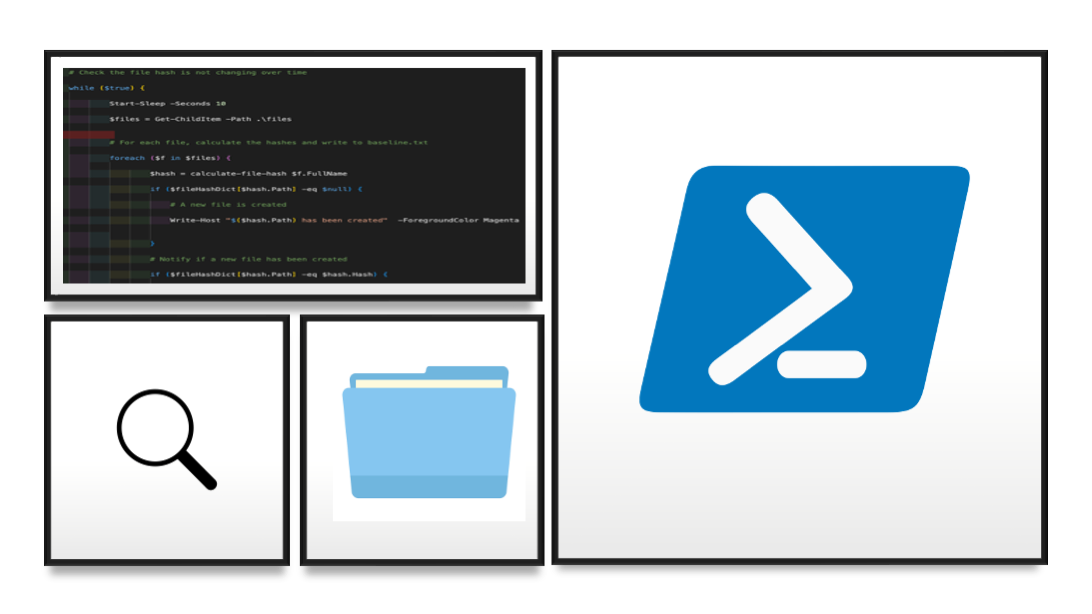 # Check the file hash is not changing over time
while ($true) {
Start-Sleep -Seconds 10
$files = Get-ChildItem -Path .\files
# For each file, calculate the hashes and write to baseline.txt
foreach ($f in $files) {
$hash = calculate-file-hash $f.FullName
if ($fileHashDict[$hash.Path] -eq $null) {
# A new file is created
Write-Host "$($hash.Path) has been created"  -ForegroundColor Magenta
}
# Notify if a new file has been created
if ($fileHashDict[$hash.Path] -eq $hash.Hash) {